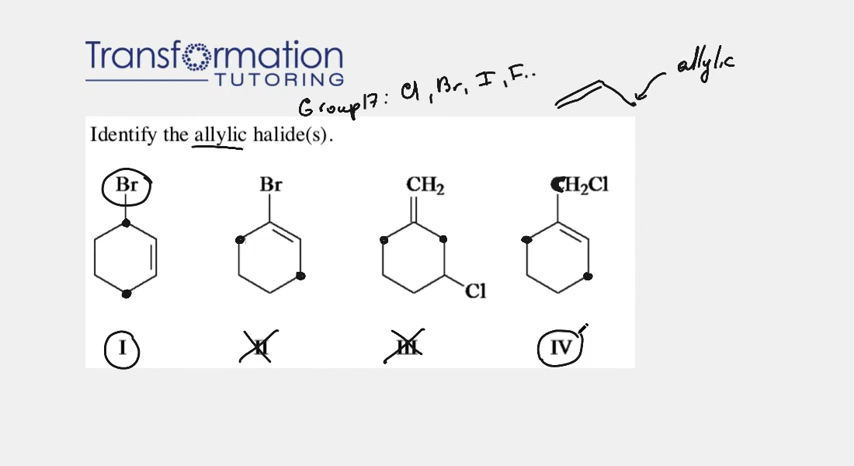 Transformation
TUTORING
Group 17: Cl, Br, I, F..
allylic
Identify the allylic halide(s).
Br Br CH₂ CH₂Cl
Cl
I II III IV